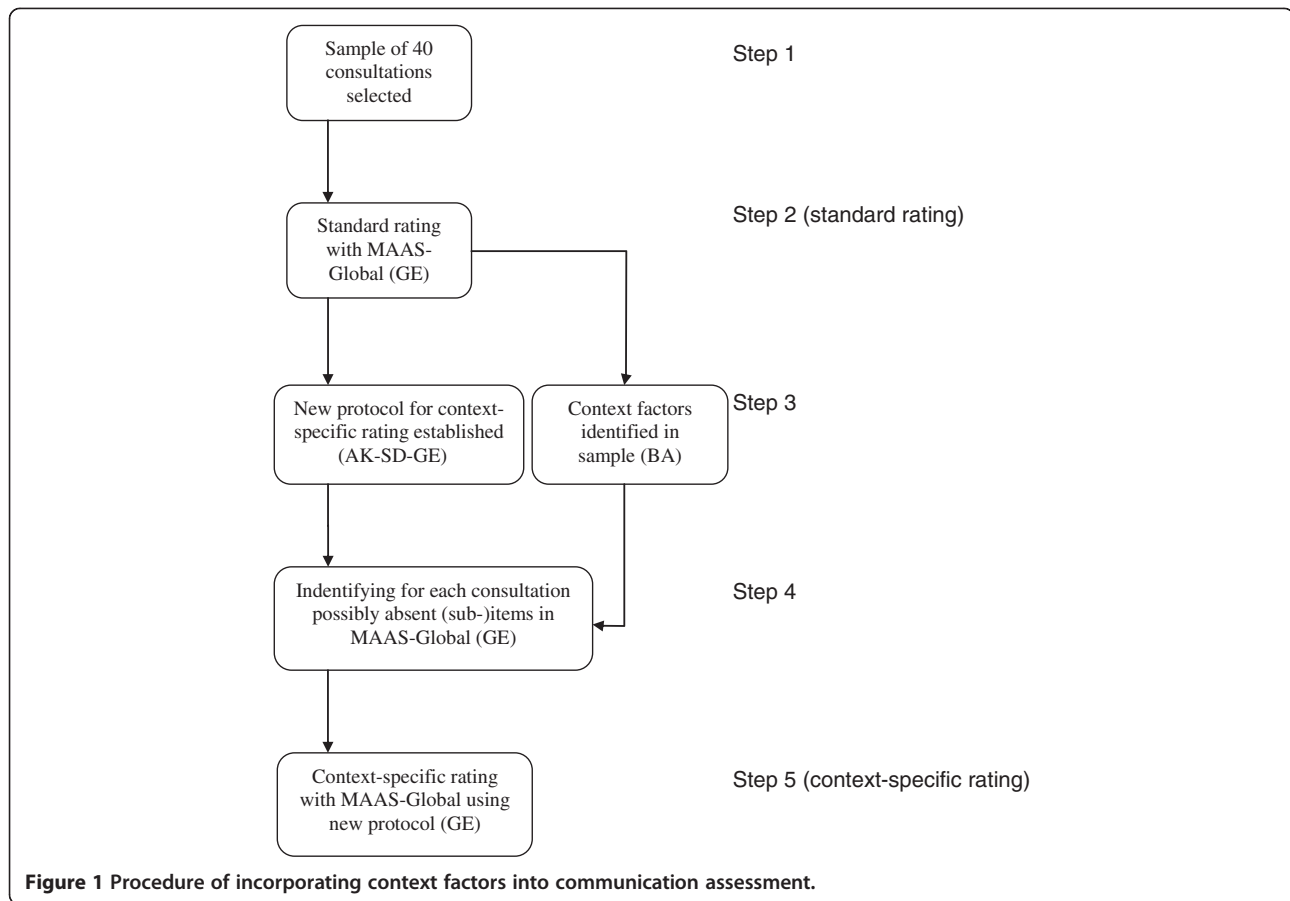 Sample of 40
consultations
selected
Step 1
Standard rating
with MAAS-
Global (GE)
Step 2 (standard rating)
New protocol for context-
specific rating established
(AK-SD-GE)
Context factors
identified in
sample (BA)
Step 3
Indentifying for each consultation
possibly absent (sub-)items in
MAAS-Global (GE)
Step 4
Context-specific rating
with MAAS-Global using
new protocol (GE)
Step 5 (context-specific rating)
Figure 1 Procedure of incorporating context factors into communication assessment.